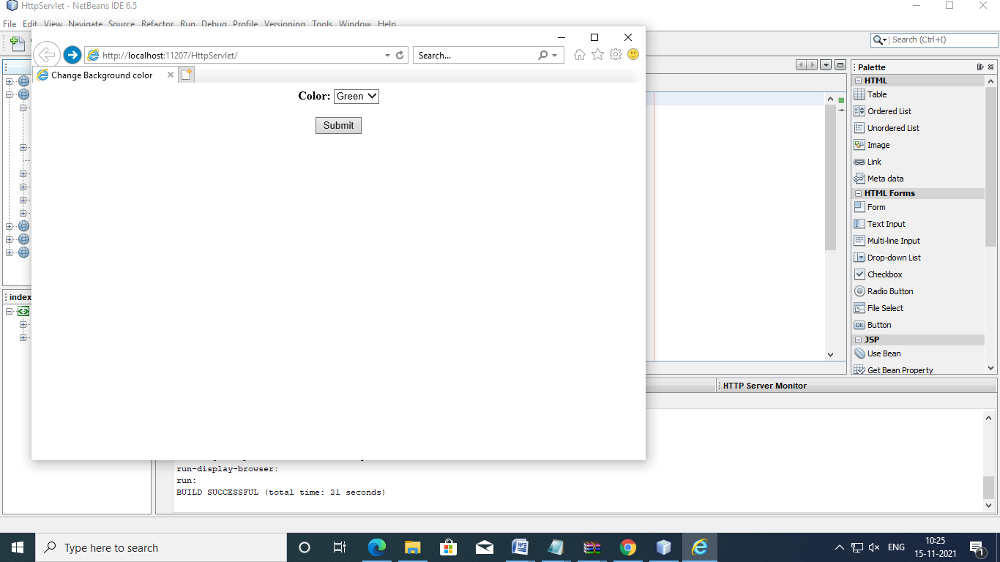 HttpServlet - NetBeans IDE 6.5
File Edit View Navigate Source Refactor Run Debug Profile Versioning Tools Window Help
Search (Ctrl+I)
http://localhost:11207/HttpServlet/
Search...
Change Background color
Color: Green
Submit
Palette
HTML
Table
Ordered List
Unordered List
Image
Link
Meta data
HTML Forms
Form
Text Input
Multi-line Input
Drop-down List
Checkbox
Radio Button
File Select
Button
JSP
Use Bean
Get Bean Property
index
HTTP Server Monitor
run-display-browser:
run:
BUILD SUCCESSFUL (total time: 21 seconds)
Type here to search
ENG
10:25
15-11-2021
1